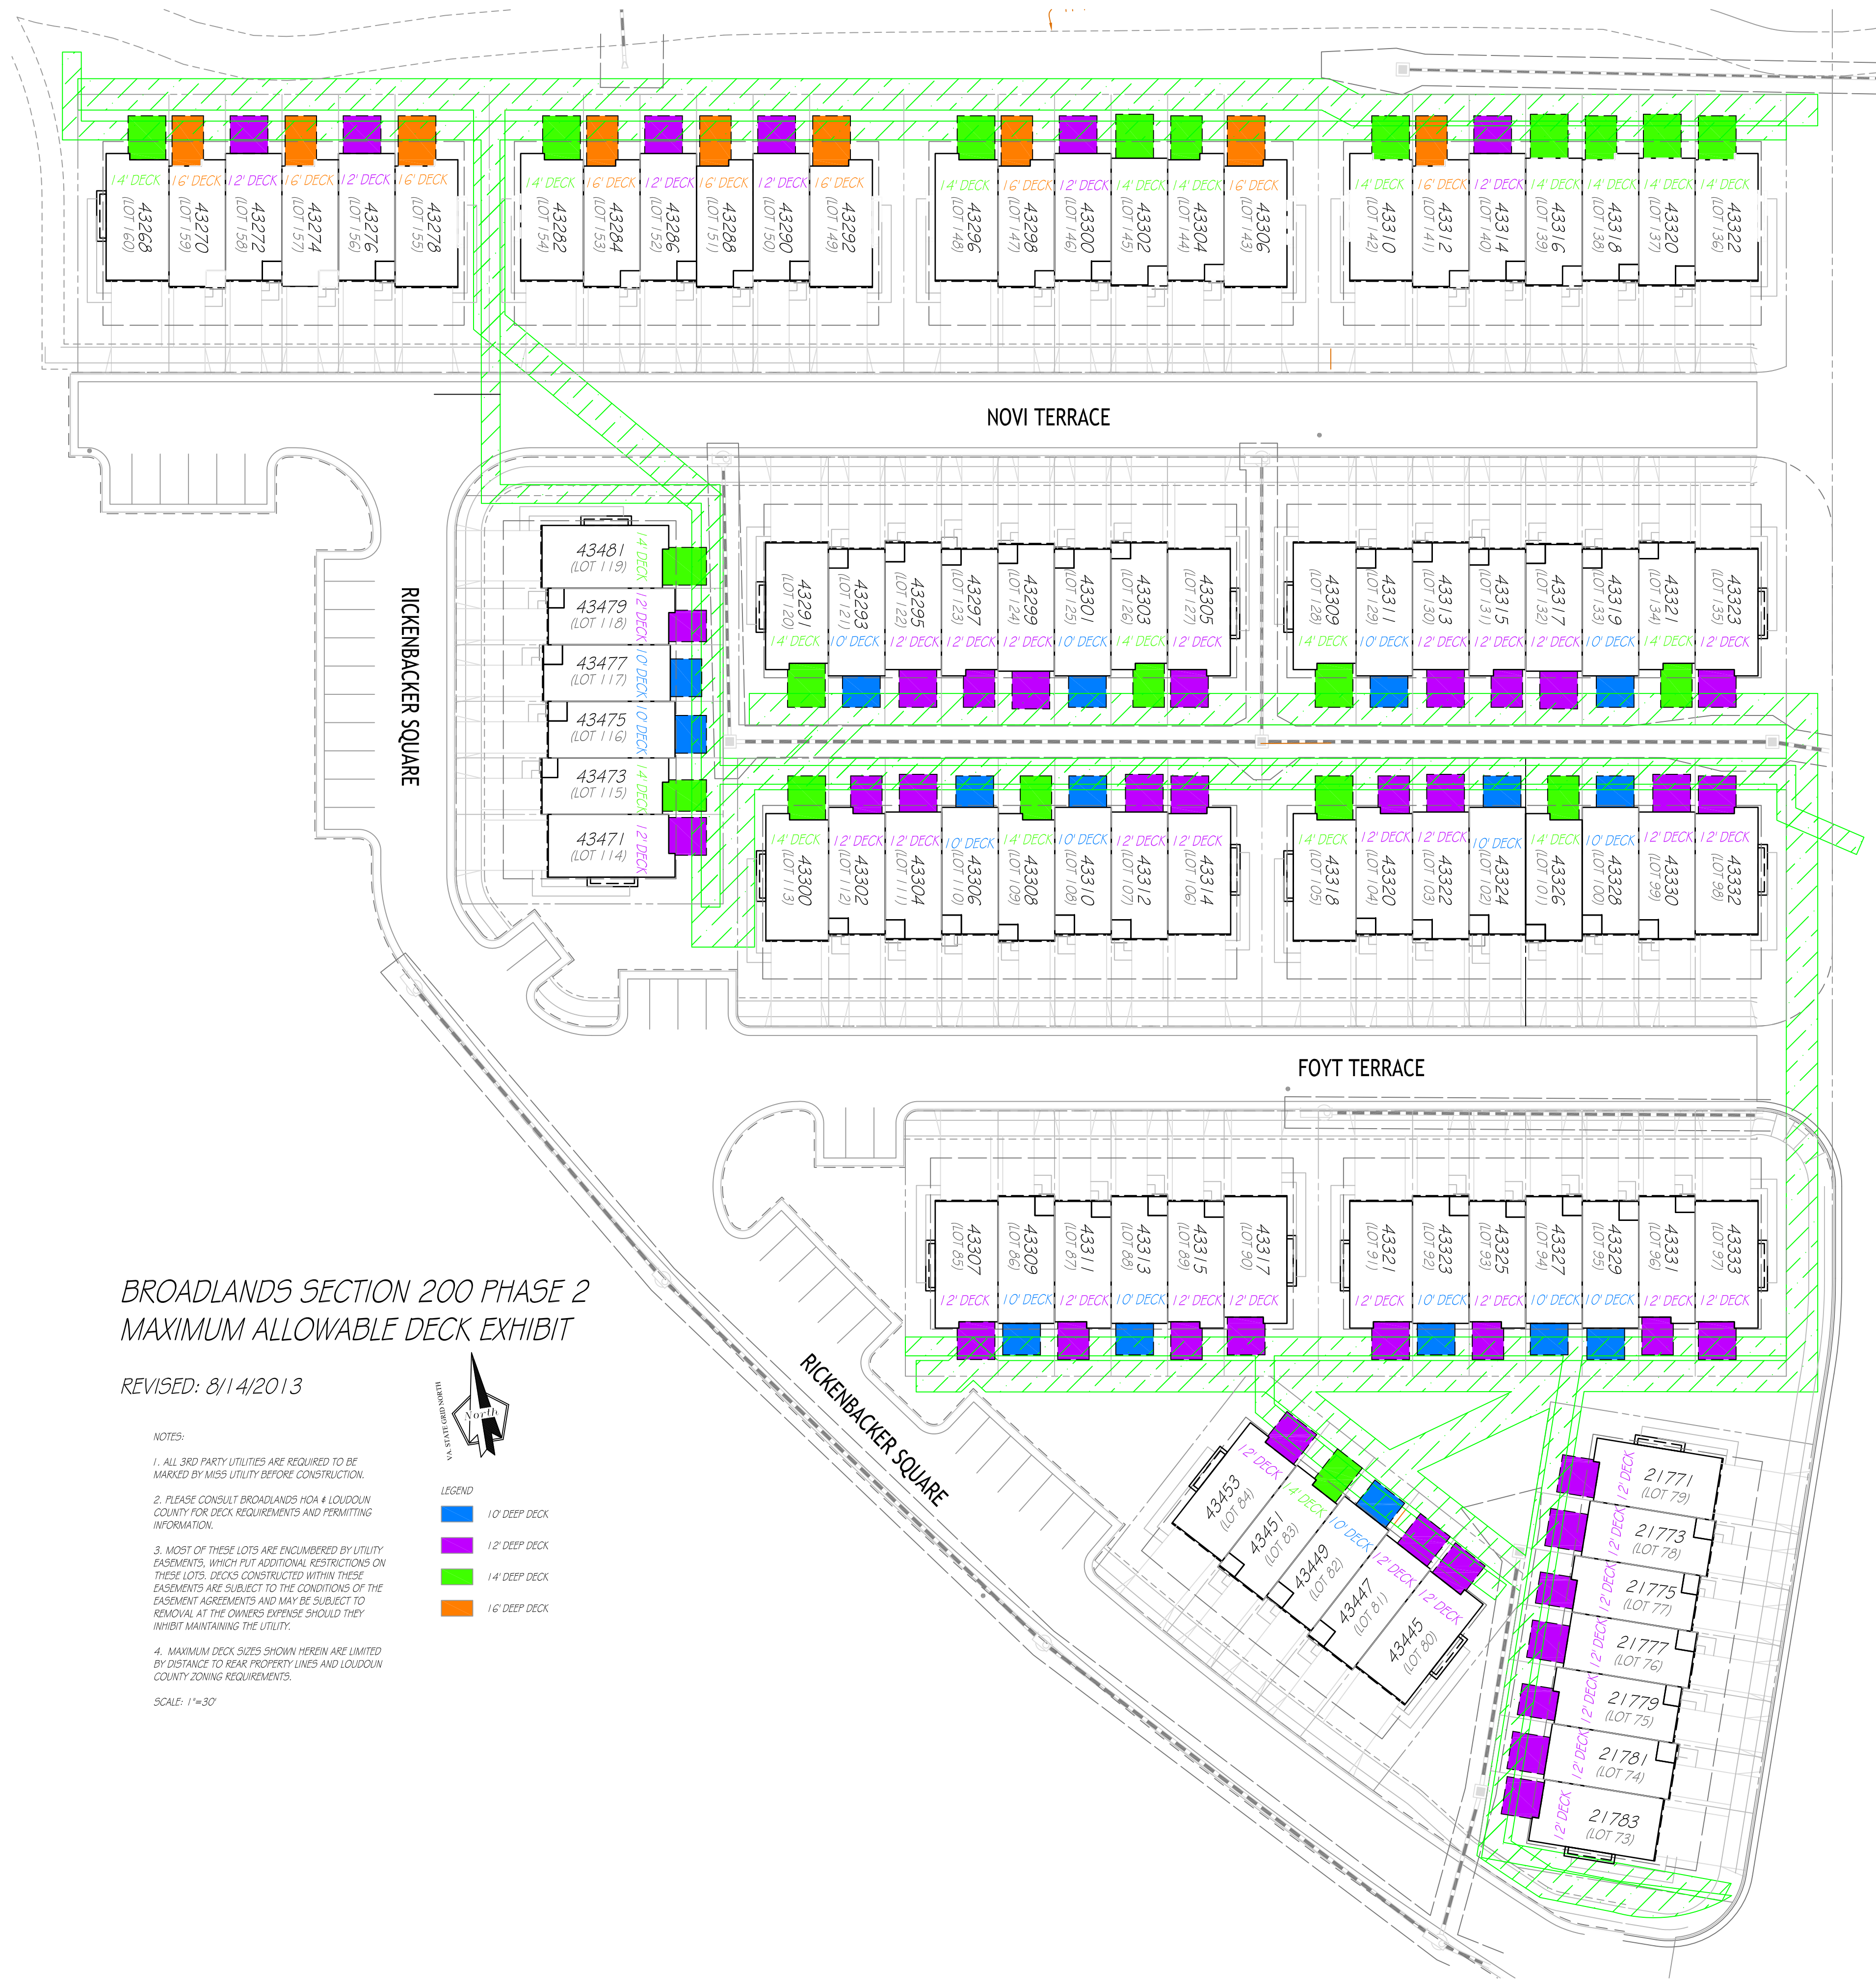 14' DECK
16' DECK
12' DECK
16' DECK
12' DECK
16' DECK
43268
(LOT 160)
43270
(LOT 159)
43272
(LOT 158)
43274
(LOT 157)
43276
(LOT 156)
43278
(LOT 155)
14' DECK
16' DECK
12' DECK
16' DECK
12' DECK
16' DECK
43282
(LOT 154)
43284
(LOT 153)
43286
(LOT 152)
43288
(LOT 151)
43290
(LOT 150)
43292
(LOT 149)
14' DECK
16' DECK
12' DECK
14' DECK
14' DECK
16' DECK
43296
(LOT 148)
43298
(LOT 147)
43300
(LOT 146)
43302
(LOT 145)
43304
(LOT 144)
43306
(LOT 143)
14' DECK
16' DECK
12' DECK
14' DECK
14' DECK
14' DECK
14' DECK
43310
(LOT 142)
43312
(LOT 141)
43314
(LOT 140)
43316
(LOT 139)
43318
(LOT 138)
43320
(LOT 137)
43322
(LOT 136)
NOVI TERRACE
RICKENBACKER SQUARE
43481
(LOT 119)
14' DECK
43479
(LOT 118)
12' DECK
43477
(LOT 117)
10' DECK
43475
(LOT 116)
10' DECK
43473
(LOT 115)
14' DECK
43471
(LOT 114)
12' DECK
43291
(LOT 120)
43293
(LOT 121)
43295
(LOT 122)
43297
(LOT 123)
43299
(LOT 124)
43301
(LOT 125)
43303
(LOT 126)
43305
(LOT 127)
14' DECK
10' DECK
12' DECK
12' DECK
12' DECK
10' DECK
14' DECK
12' DECK
43309
(LOT 128)
43311
(LOT 129)
43313
(LOT 130)
43315
(LOT 131)
43317
(LOT 132)
43319
(LOT 133)
43321
(LOT 134)
43323
(LOT 135)
14' DECK
10' DECK
12' DECK
12' DECK
12' DECK
10' DECK
14' DECK
12' DECK
14' DECK
12' DECK
12' DECK
10' DECK
14' DECK
10' DECK
12' DECK
12' DECK
43300
(LOT 113)
43302
(LOT 112)
43304
(LOT 111)
43306
(LOT 110)
43308
(LOT 109)
43310
(LOT 108)
43312
(LOT 107)
43314
(LOT 106)
14' DECK
12' DECK
12' DECK
10' DECK
14' DECK
10' DECK
12' DECK
12' DECK
43318
(LOT 105)
43320
(LOT 104)
43322
(LOT 103)
43324
(LOT 102)
43326
(LOT 101)
43328
(LOT 100)
43330
(LOT 99)
43332
(LOT 98)
FOYT TERRACE
43307
(LOT 85)
43309
(LOT 86)
43311
(LOT 87)
43313
(LOT 88)
43315
(LOT 89)
43317
(LOT 90)
12' DECK
10' DECK
12' DECK
10' DECK
12' DECK
12' DECK
43321
(LOT 91)
43323
(LOT 92)
43325
(LOT 93)
43327
(LOT 94)
43329
(LOT 95)
43331
(LOT 96)
43333
(LOT 97)
12' DECK
10' DECK
12' DECK
10' DECK
10' DECK
12' DECK
12' DECK
RICKENBACKER SQUARE
12' DECK
43453
(LOT 84)
14' DECK
43451
(LOT 83)
10' DECK
43449
(LOT 82)
12' DECK
43447
(LOT 81)
12' DECK
43445
(LOT 80)
12' DECK
21771
(LOT 79)
12' DECK
21773
(LOT 78)
12' DECK
21775
(LOT 77)
12' DECK
21777
(LOT 76)
12' DECK
21779
(LOT 75)
12' DECK
21781
(LOT 74)
12' DECK
21783
(LOT 73)
BROADLANDS SECTION 200 PHASE 2
MAXIMUM ALLOWABLE DECK EXHIBIT
REVISED: 8/14/2013
VA STATE GRID NORTH
North
NOTES:
1. ALL 3RD PARTY UTILITIES ARE REQUIRED TO BE
MARKED BY MISS UTILITY BEFORE CONSTRUCTION.
2. PLEASE CONSULT BROADLANDS HOA & LOUDOUN
COUNTY FOR DECK REQUIREMENTS AND PERMITTING
INFORMATION.
3. MOST OF THESE LOTS ARE ENCUMBERED BY UTILITY
EASEMENTS, WHICH PUT ADDITIONAL RESTRICTIONS ON
THESE LOTS. DECKS CONSTRUCTED WITHIN THESE
EASEMENTS ARE SUBJECT TO THE CONDITIONS OF THE
EASEMENT AGREEMENTS AND MAY BE SUBJECT TO
REMOVAL AT THE OWNERS EXPENSE SHOULD THEY
INHIBIT MAINTAINING THE UTILITY.
4. MAXIMUM DECK SIZES SHOWN HEREIN ARE LIMITED
BY DISTANCE TO REAR PROPERTY LINES AND LOUDOUN
COUNTY ZONING REQUIREMENTS.
SCALE: 1"=30'
LEGEND
10' DEEP DECK
12' DEEP DECK
14' DEEP DECK
16' DEEP DECK